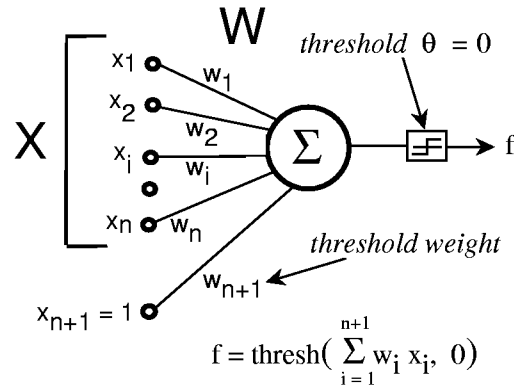 W
threshold θ = 0
X
x1
w1
x2
w2
Σ
f
xi
wi
xn
wn
threshold weight
wn+1
xn+1 = 1
f = thresh( n+1 Σ i = 1 wi xi, 0)